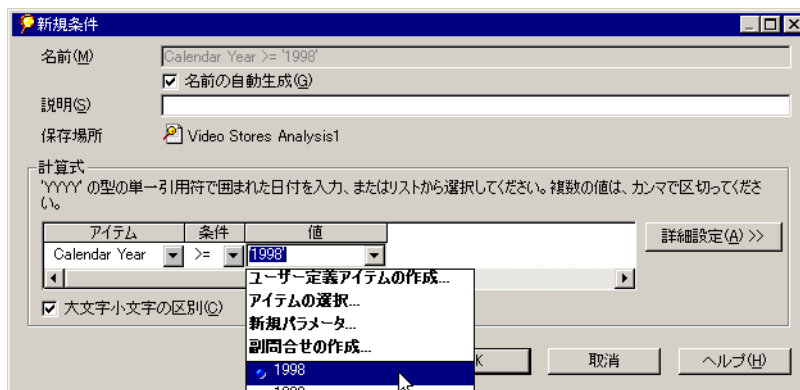 新規条件
名前(M)
Calendar Year >= '1998'
名前の自動生成(G)
説明(S)
保存場所
Video Stores Analysis1
計算式
'YYYY' の型の単一引用符で囲まれた日付を入力、またはリストから選択してください。複数の値は、カンマで区切ってくださ
い。
アイテム 条件 値
詳細設定(A) >>
Calendar Year >= 1998'
ユーザー定義アイテムの作成...
大文字小文字の区別(C)
アイテムの選択...
新規パラメータ...
副問合せの作成...
1998
取消
ヘルプ(H)